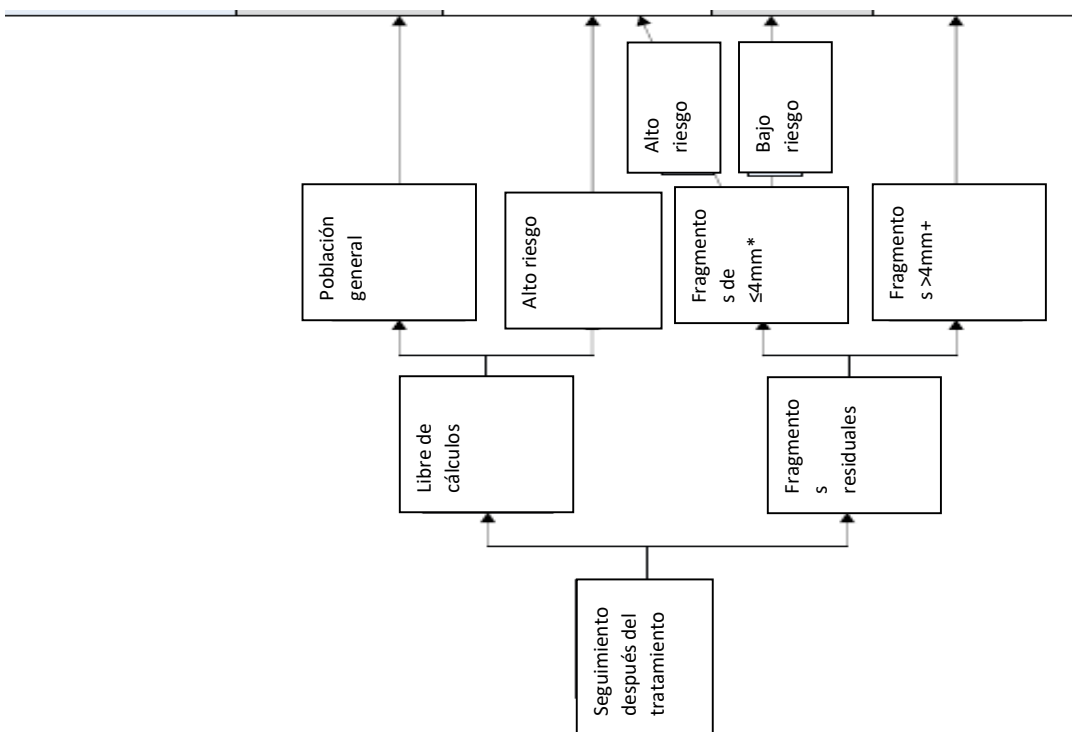 Seguimiento
después del
tratamiento
Libre de
cálculos
Fragmento
s
residuales
Población
general
Alto riesgo
Fragmento
s de
≤4mm*
Fragmento
s >4mm+
Alto
riesgo
Bajo
riesgo